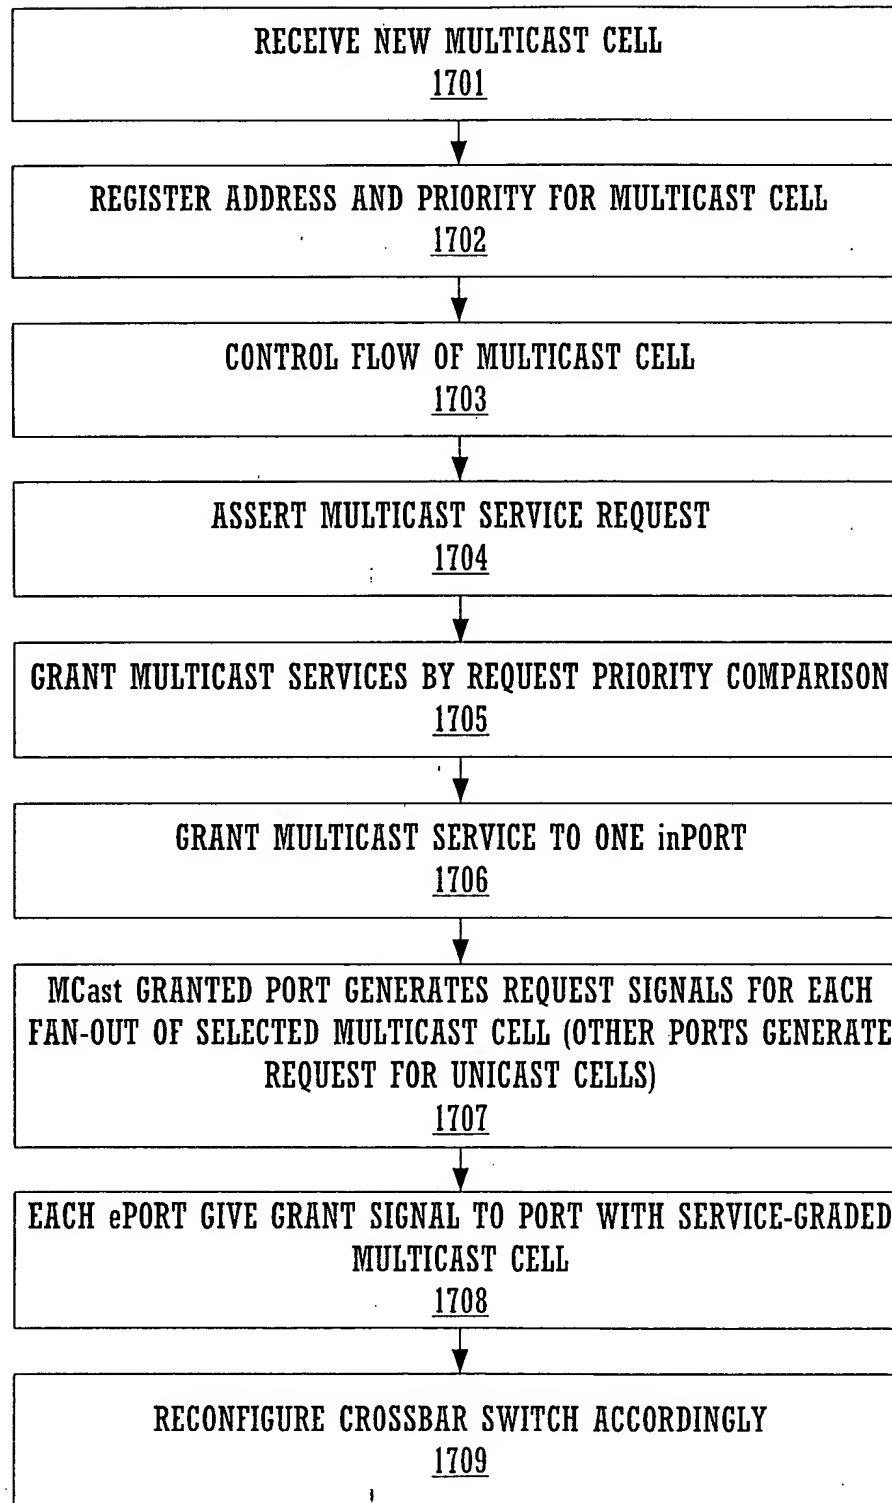 RECEIVE NEW MULTICAST CELL
1701
REGISTER ADDRESS AND PRIORITY FOR MULTICAST CELL
1702
CONTROL FLOW OF MULTICAST CELL
1703
ASSERT MULTICAST SERVICE REQUEST
1704
GRANT MULTICAST SERVICES BY REQUEST PRIORITY COMPARISON
1705
GRANT MULTICAST SERVICE TO ONE inPORT
1706
MCast GRANTED PORT GENERATES REQUEST SIGNALS FOR EACH
FAN-OUT OF SELECTED MULTICAST CELL (OTHER PORTS GENERATE
REQUEST FOR UNICAST CELLS)
1707
EACH ePORT GIVE GRANT SIGNAL TO PORT WITH SERVICE-GRADED
MULTICAST CELL
1708
RECONFIGURE CROSSBAR SWITCH ACCORDINGLY
1709